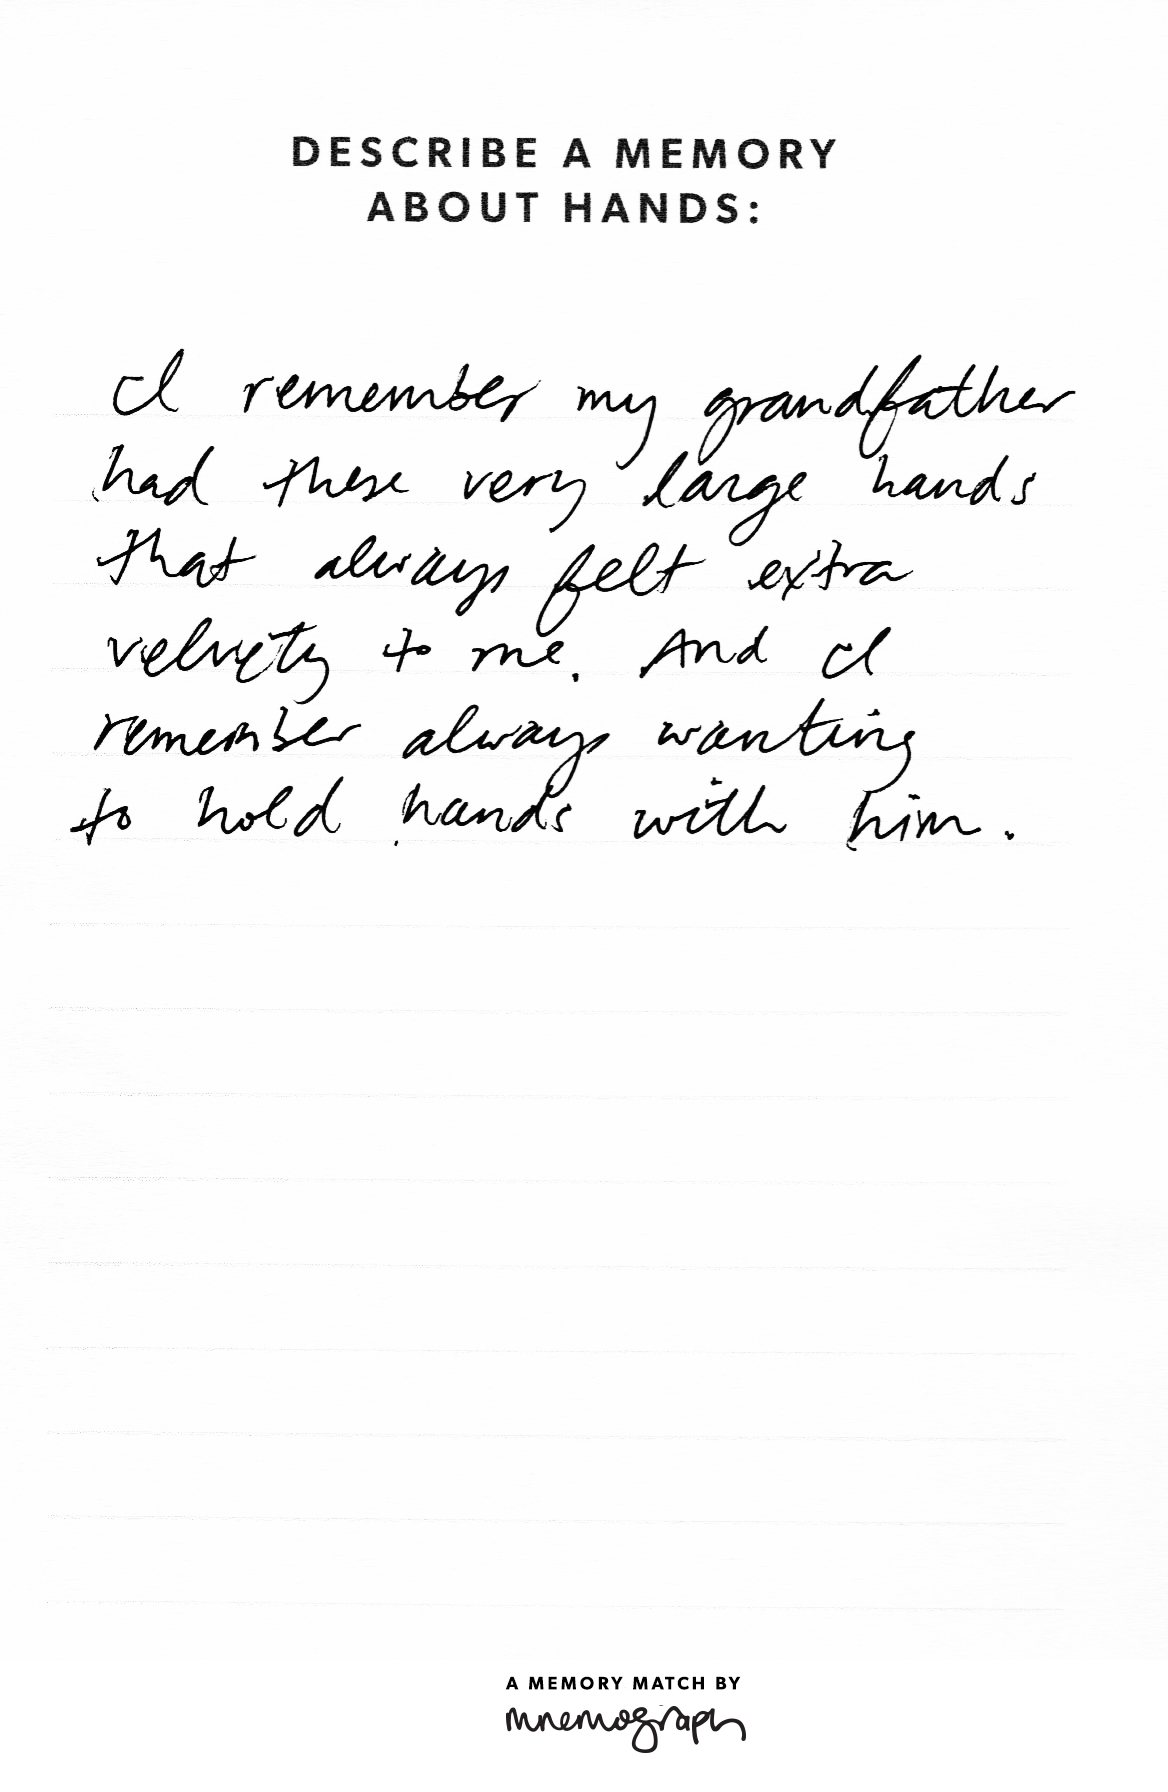 DESCRIBE A MEMORY
ABOUT HANDS:
I remember my grandfather
had these very large hands
that always felt extra
velvety to me. And I
remember always wanting
to hold hands with him.
A MEMORY MATCH BY
mnemograph